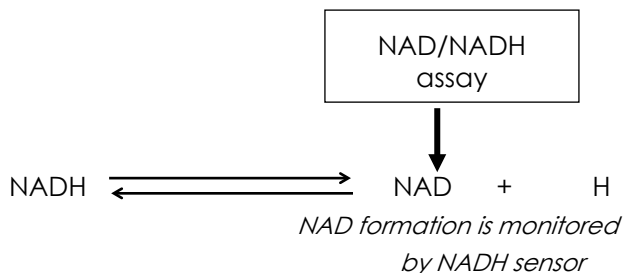 NAD/NADH
assay
NADH NAD + H
NAD formation is monitored
by NADH sensor